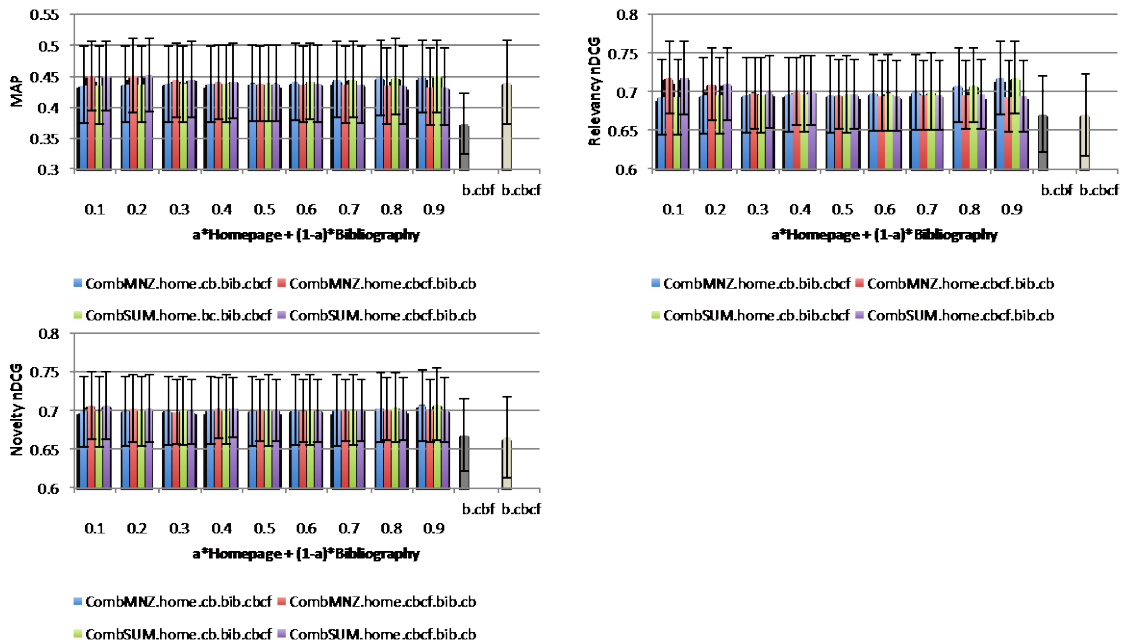 0.55
0.5
0.45
0.4
0.35
0.3
MAP
b.cbf b.cbcf
0.1 0.2 0.3 0.4 0.5 0.6 0.7 0.8 0.9
a*Homepage + (1-a)*Bibliography
CombMNZ.home.cb.bib.cbcf CombMNZ.home.cbcf.bib.cb
CombSUM.home.bc.bib.cbcf CombSUM.home.cbcf.bib.cb
0.8
0.75
0.7
0.65
0.6
Relevancy nDCG
b.cbf b.cbcf
0.1 0.2 0.3 0.4 0.5 0.6 0.7 0.8 0.9
a*Homepage + (1-a)*Bibliography
CombMNZ.home.cb.bib.cbcf CombMNZ.home.cbcf.bib.cb
CombSUM.home.cb.bib.cbcf CombSUM.home.cbcf.bib.cb
0.8
0.75
0.7
0.65
0.6
Novelty nDCG
b.cbf b.cbcf
0.1 0.2 0.3 0.4 0.5 0.6 0.7 0.8 0.9
a*Homepage + (1-a)*Bibliography
CombMNZ.home.cb.bib.cbcf CombMNZ.home.cbcf.bib.cb
CombSUM.home.cb.bib.cbcf CombSUM.home.cbcf.bib.cb